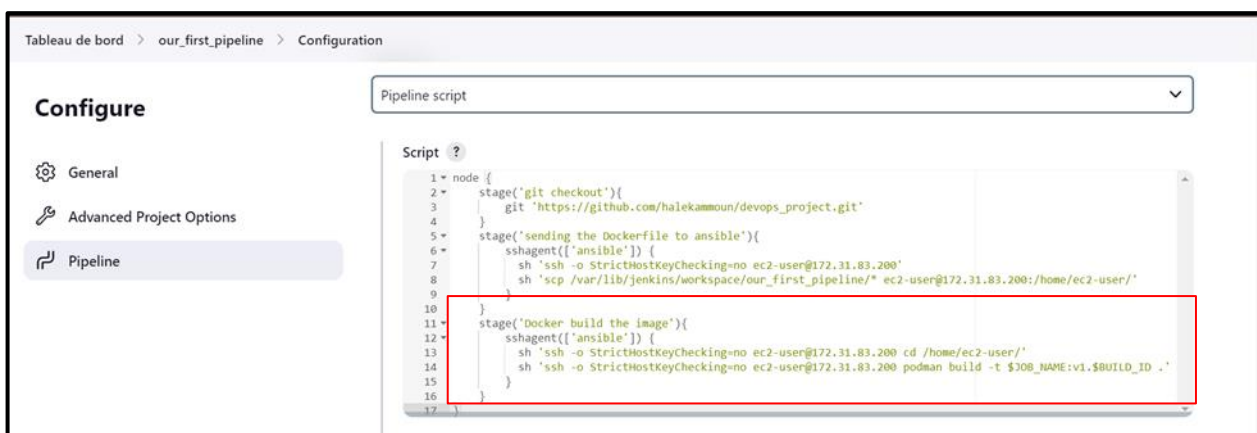 Tableau de bord > our_first_pipeline > Configuration
Configure
General
Advanced Project Options
Pipeline
Pipeline script
Script ?
1 node {
2 stage('git checkout'){
3 git 'https://github.com/halekammoun/devops_project.git'
4 }
5 stage('sending the Dockerfile to ansible'){
6 sshagent(['ansible']) {
7 sh 'ssh -o StrictHostKeyChecking=no ec2-user@172.31.83.200'
8 sh 'scp /var/lib/jenkins/workspace/our_first_pipeline/* ec2-user@172.31.83.200:/home/ec2-user/'
9 }
10 }
11 stage('Docker build the image'){
12 sshagent(['ansible']) {
13 sh 'ssh -o StrictHostKeyChecking=no ec2-user@172.31.83.200 cd /home/ec2-user/'
14 sh 'ssh -o StrictHostKeyChecking=no ec2-user@172.31.83.200 podman build -t $JOB_NAME:v1.$BUILD_ID .'
15 }
16 }
17 }